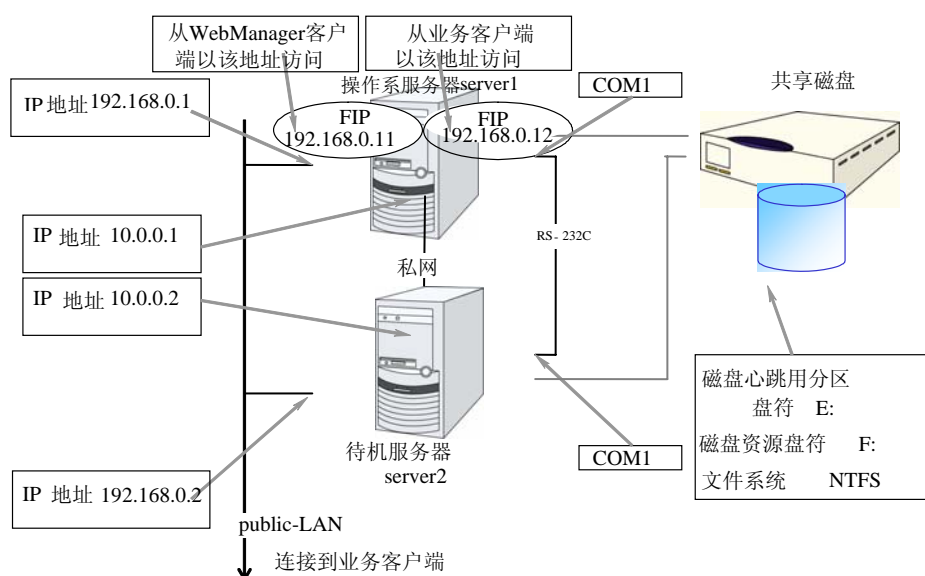 从WebManager客户
端以该地址访问
从业务客户端
以该地址访问
操作系服务器server1
COM1
共享磁盘
IP 地址 192.168.0.1
FIP
192.168.0.11
FIP
192.168.0.12
IP 地址 10.0.0.1
RS- 232C
私网
IP 地址 10.0.0.2
磁盘心跳用分区
盘符 E:
磁盘资源盘符 F:
文件系统 NTFS
待机服务器
server2
COM1
IP 地址 192.168.0.2
public-LAN
连接到业务客户端